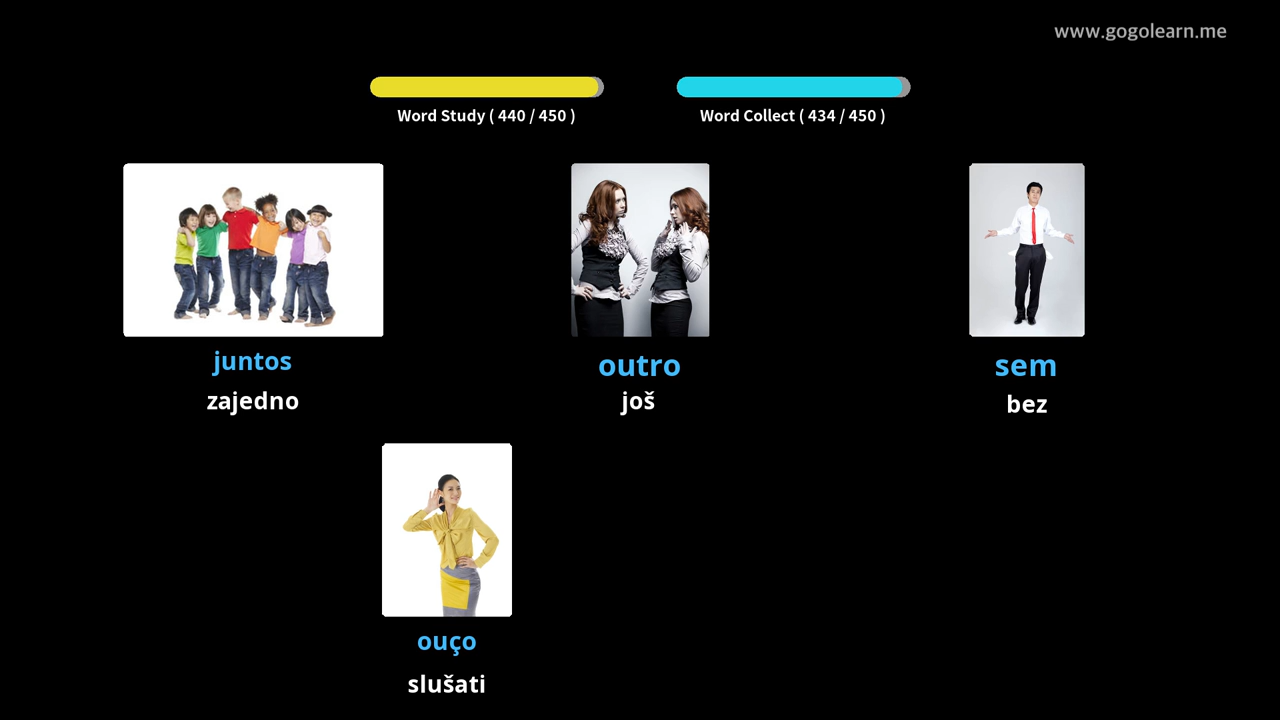 www.gogolearn.me
Word Study ( 440 / 450 )
Word Collect ( 434 / 450 )
juntos
zajedno
outro
još
sem
bez
ouço
slušati